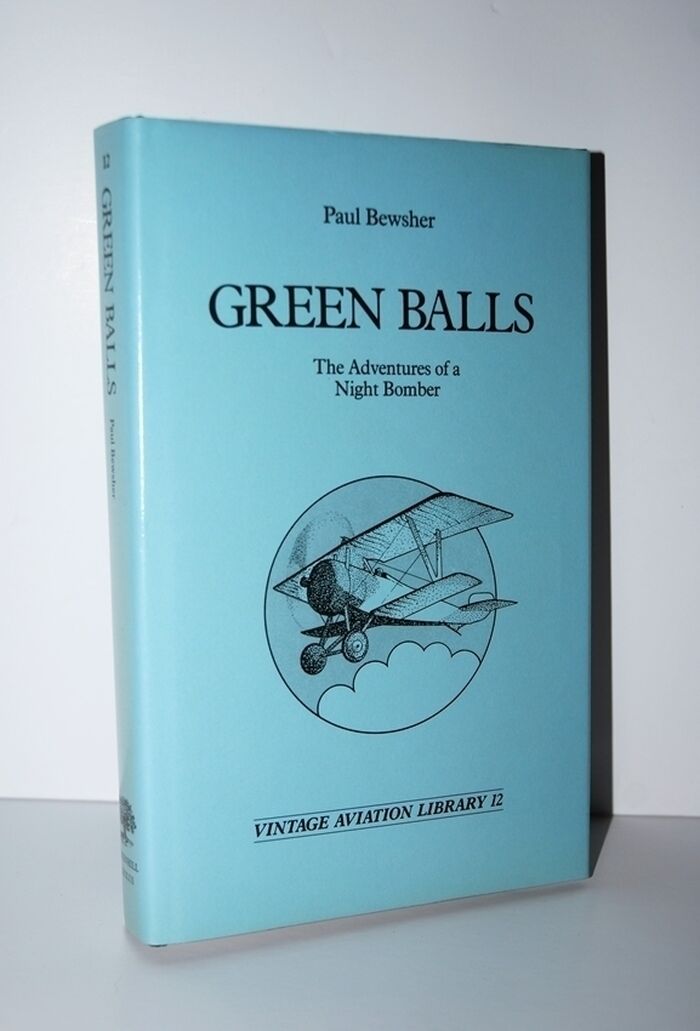 Paul Bewsher
GREEN BALLS
The Adventures of a
Night Bomber
VINTAGE AVIATION LIBRARY 12
12
GREEN BALLS
Paul Bewsher